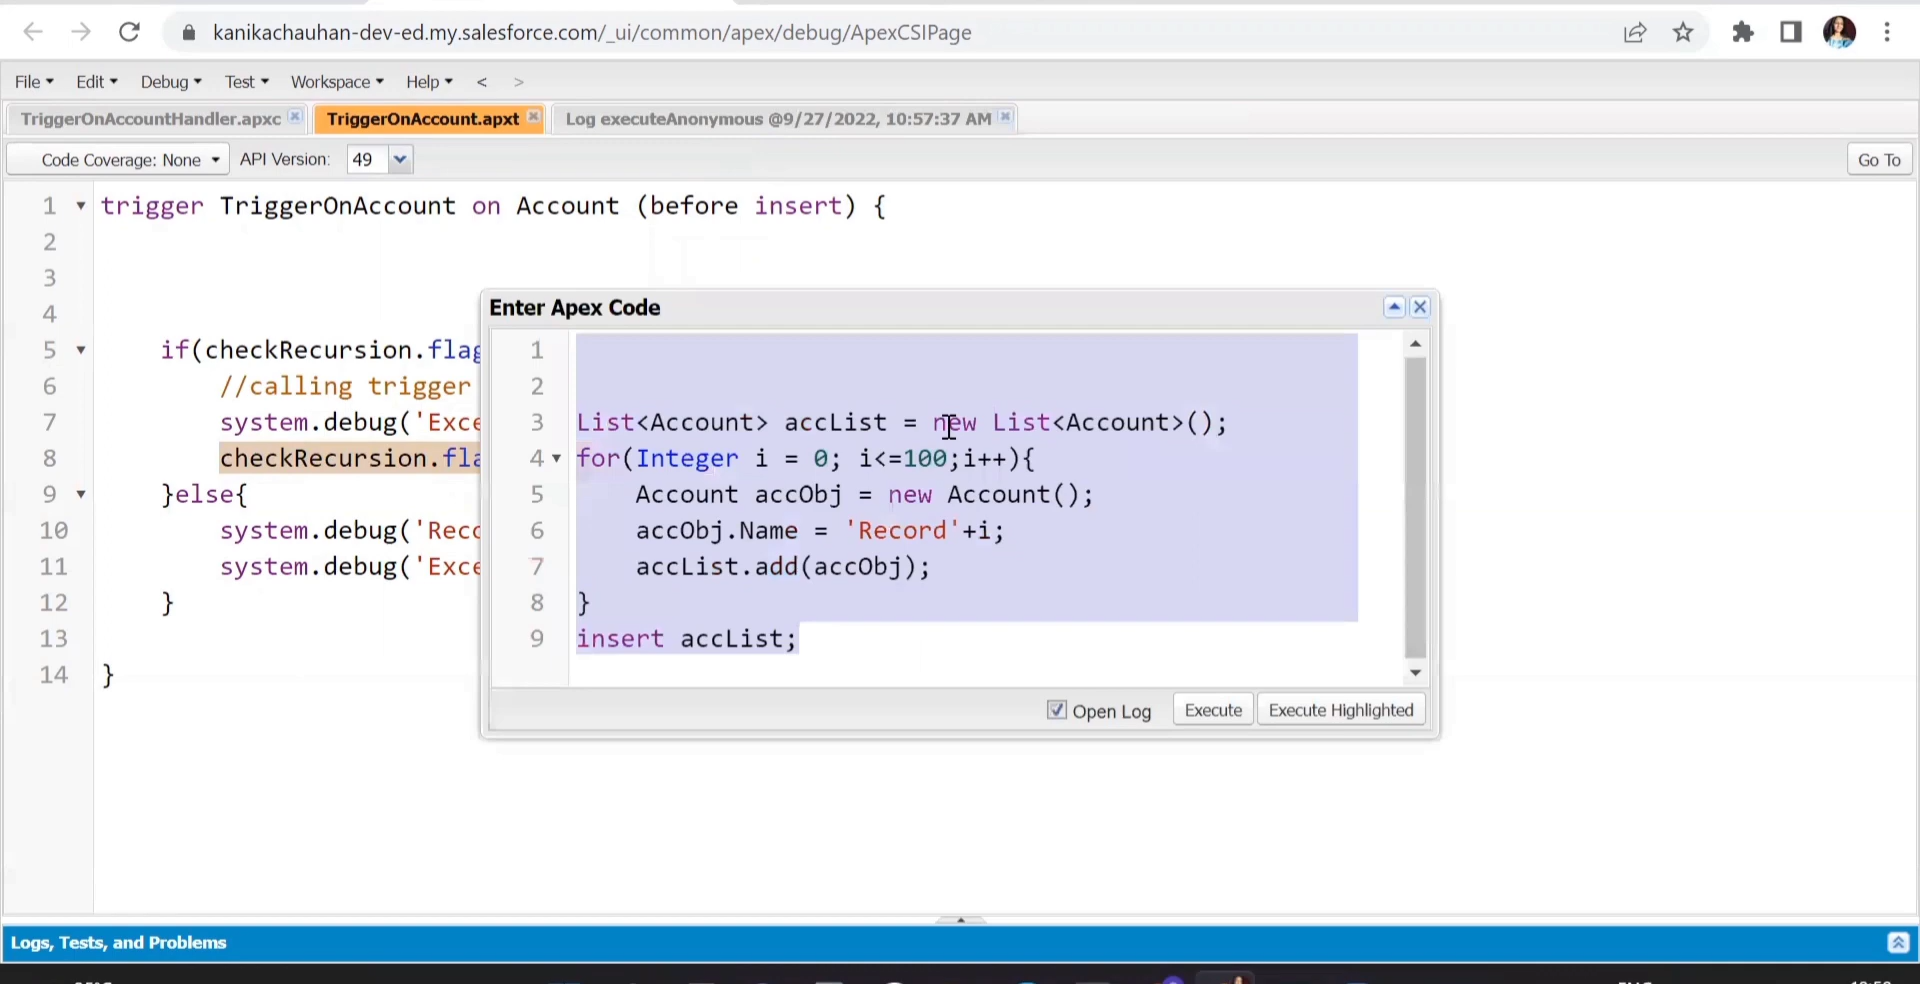 kanikachauhan-dev-ed.my.salesforce.com/_ui/common/apex/debug/ApexCSIPage
File Edit Debug Test Workspace Help < >
TriggerOnAccountHandler.apxc TriggerOnAccount.apxt Log executeAnonymous @9/27/2022, 10:57:37 AM
Code Coverage: None API Version: 49 Go To
1 trigger TriggerOnAccount on Account (before insert) {
2
3
4
5 if(checkRecursion.flag
6 //calling trigger
7 system.debug('Exce
8 checkRecursion.fla
9 }else{
10 system.debug('Reco
11 system.debug('Exce
12 }
13
14 }
Enter Apex Code
1
2
3 List<Account> accList = new List<Account>();
4 for(Integer i = 0; i<=100;i++){
5 Account accObj = new Account();
6 accObj.Name = 'Record'+i;
7 accList.add(accObj);
8 }
9 insert accList;
Open Log Execute Execute Highlighted
Logs, Tests, and Problems